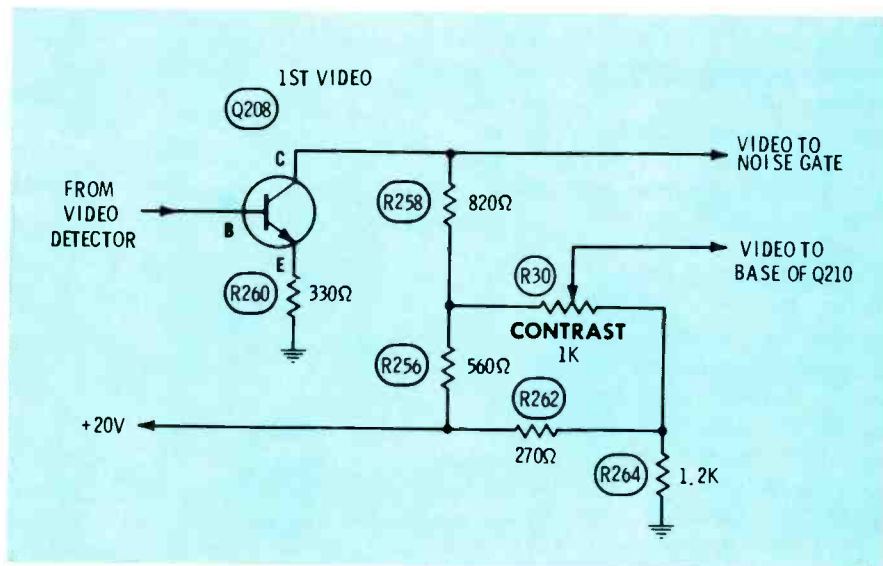 1ST VIDEO
Q208
C
VIDEO TO
NOISE GATE
FROM
VIDEO
DETECTOR
B
R258
820Ω
VIDEO TO
BASE OF Q210
E
R30
R260
330Ω
CONTRAST
1K
R256
560Ω
R262
+20V
270Ω
R264
1.2K